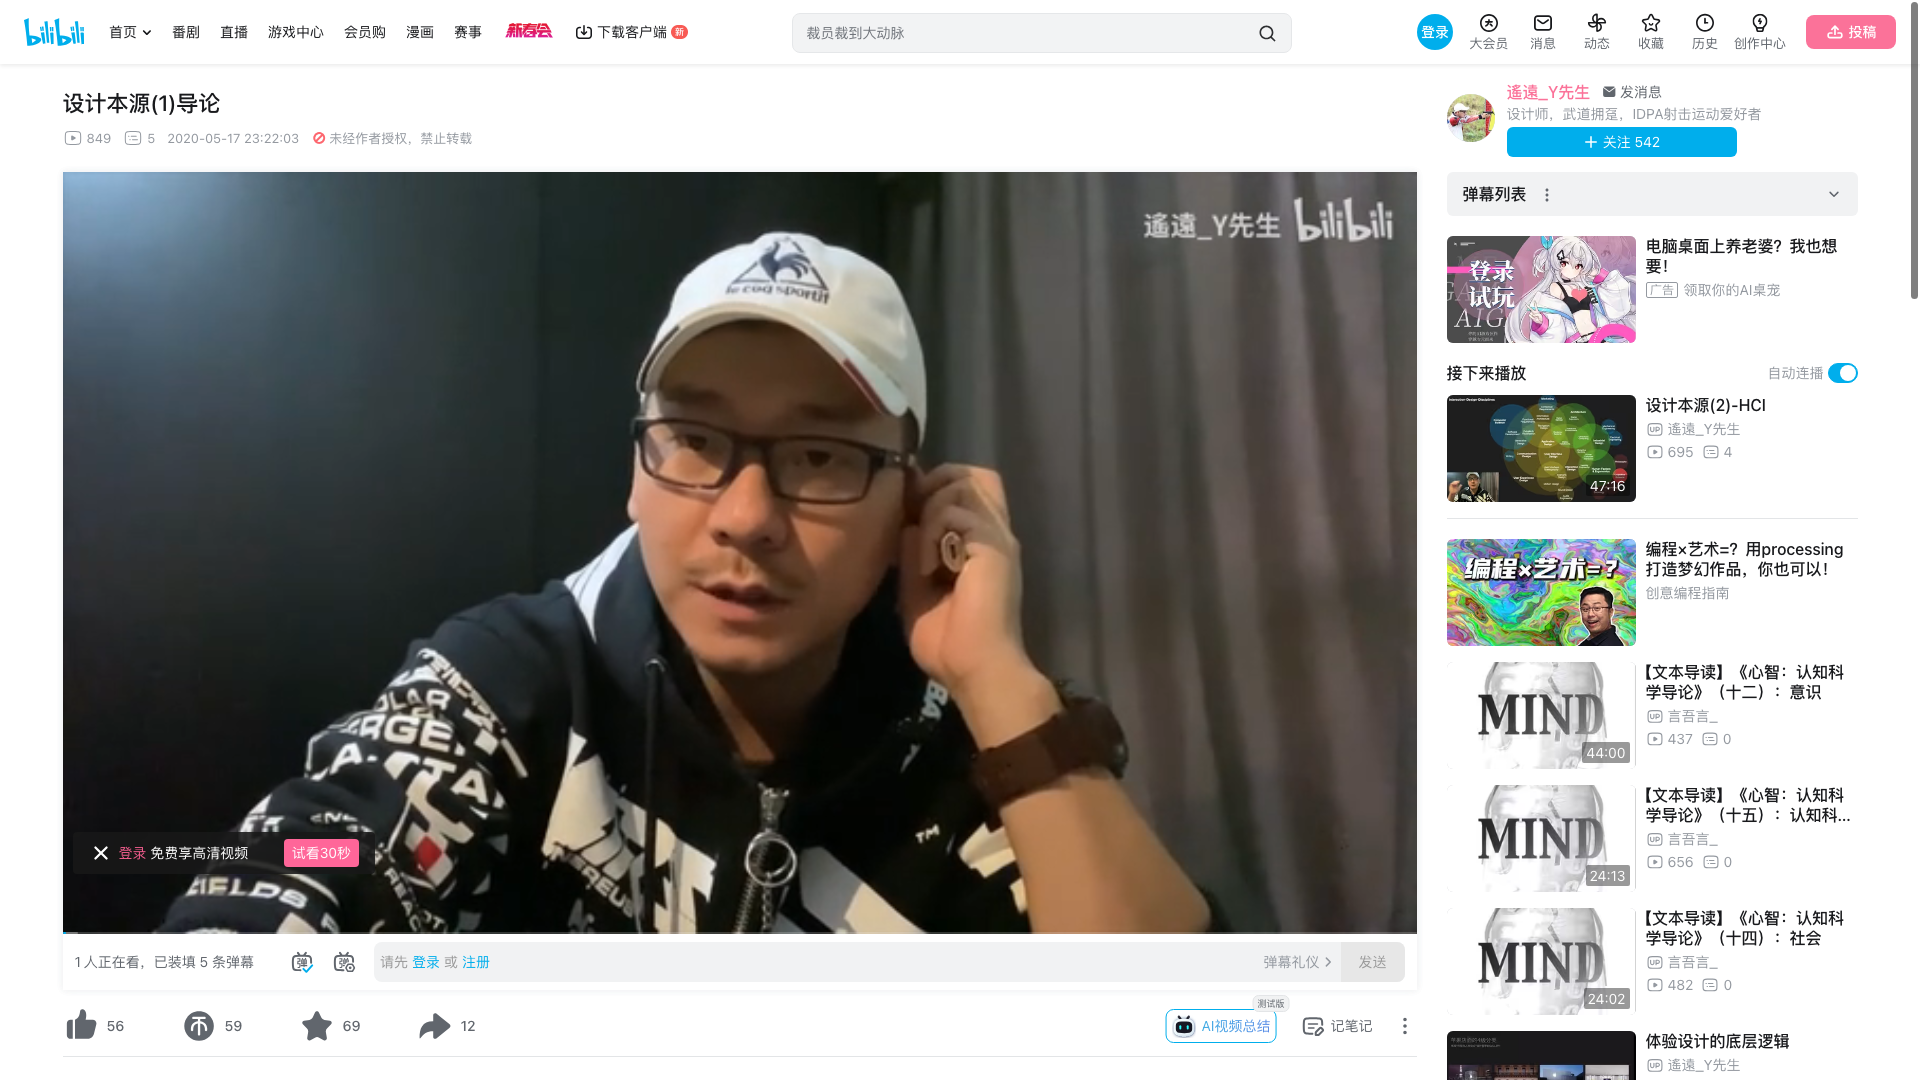 bilibili
首页
番剧
直播
游戏中心
会员购
漫画
赛事
新春会
下载客户端
新
裁员裁到大动脉
登录
大会员
消息
动态
收藏
历史
创作中心
投稿
设计本源(1)导论
849
5
2020-05-17 23:22:03
未经作者授权，禁止转载
遙遠_Y先生 bilibili
le coq sportif
TM
登录 免费享高清视频
试看30秒
1 人正在看，已装填 5 条弹幕
请先 登录 或 注册
弹幕礼仪
发送
56
59
69
12
测试版
AI视频总结
记笔记
遙遠_Y先生
发消息
设计师，武道拥趸，IDPA射击运动爱好者
+ 关注 542
弹幕列表
登录
试玩
电脑桌面上养老婆？我也想
要！
广告
领取你的AI桌宠
接下来播放
自动连播
47:16
设计本源(2)-HCI
UP 遙遠_Y先生
695
4
编程×艺术=?
编程×艺术=？用processing
打造梦幻作品，你也可以！
创意编程指南
MIND
44:00
【文本导读】《心智：认知科
学导论》（十二）：意识
UP 言吾言_
437
0
MIND
24:13
【文本导读】《心智：认知科
学导论》（十五）：认知科...
UP 言吾言_
656
0
MIND
24:02
【文本导读】《心智：认知科
学导论》（十四）：社会
UP 言吾言_
482
0
体验设计的底层逻辑
UP 遙遠_Y先生